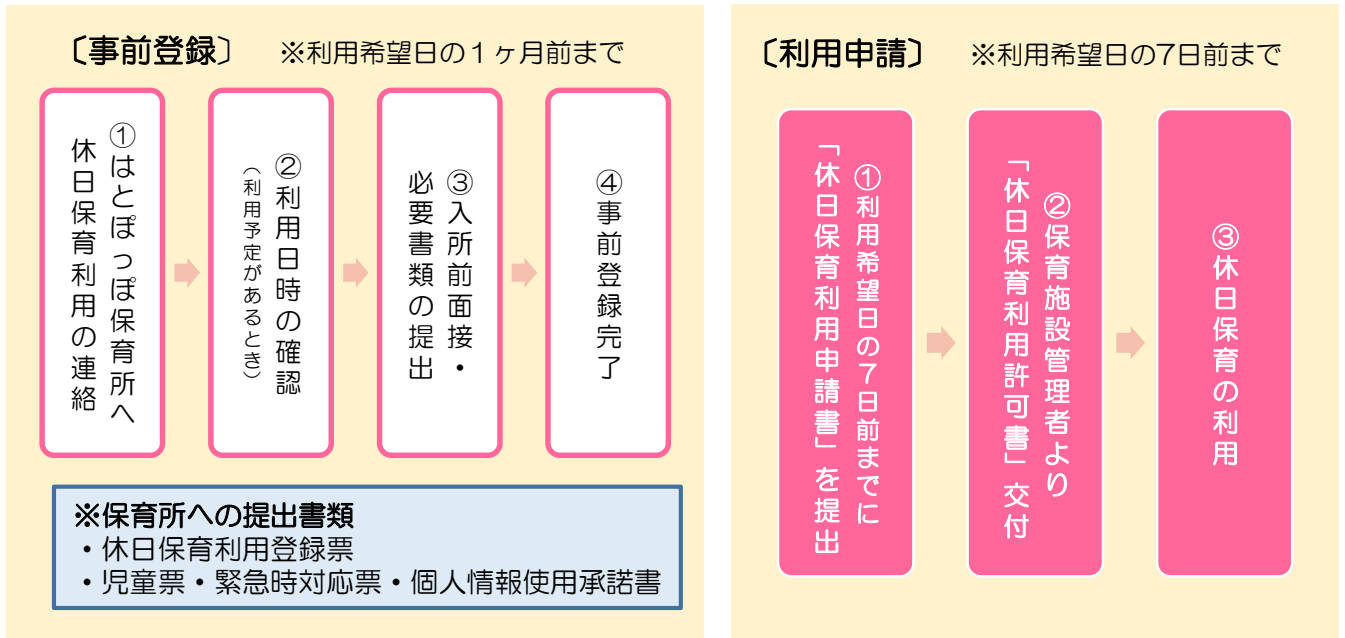 〔事前登録〕 ※利用希望日の１ヶ月前まで
①はとぽっぽ保育所へ
休日保育利用の連絡
②利用日時の確認
（利用予定があるとき）
③入所前面接・
必要書類の提出
④事前登録完了
※保育所への提出書類
・休日保育利用登録票
・児童票・緊急時対応票・個人情報使用承諾書
〔利用申請〕 ※利用希望日の7日前まで
①利用希望日の７日前までに
「休日保育利用申請書」を提出
②保育施設管理者より
「休日保育利用許可書」交付
③休日保育の利用